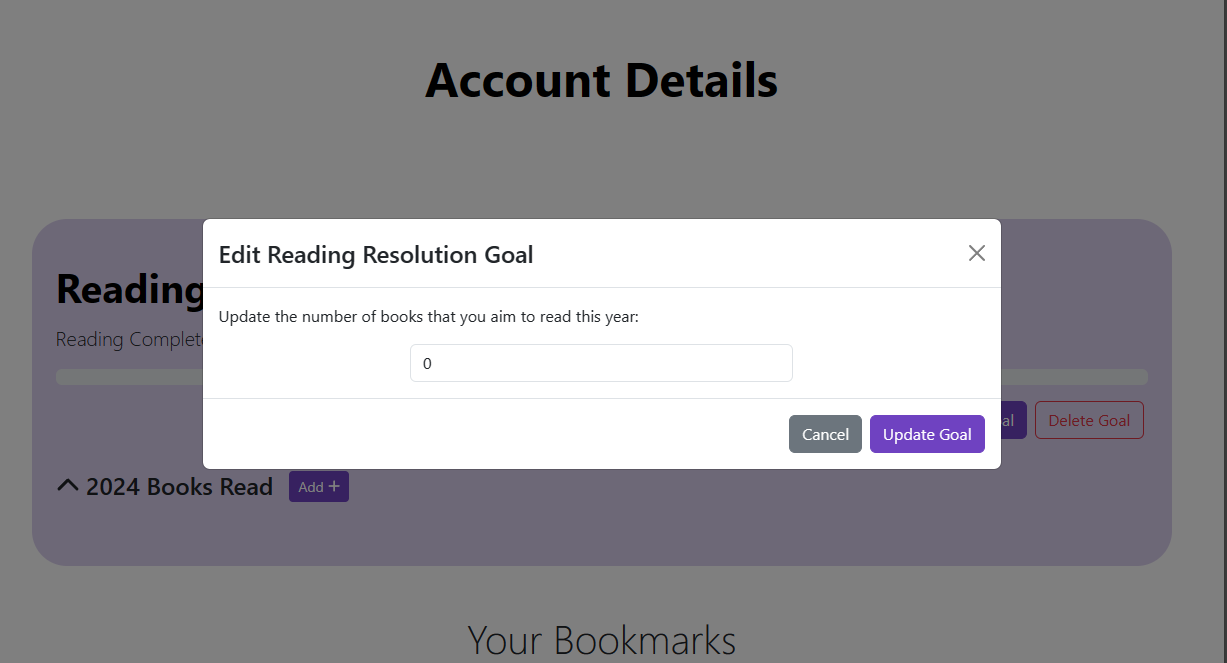 Account Details
Edit Reading Resolution Goal
Reading
Update the number of books that you aim to read this year:
Reading Complet
0
Cancel
Update Goal
al
Delete Goal
2024 Books Read
Add +
Your Bookmarks